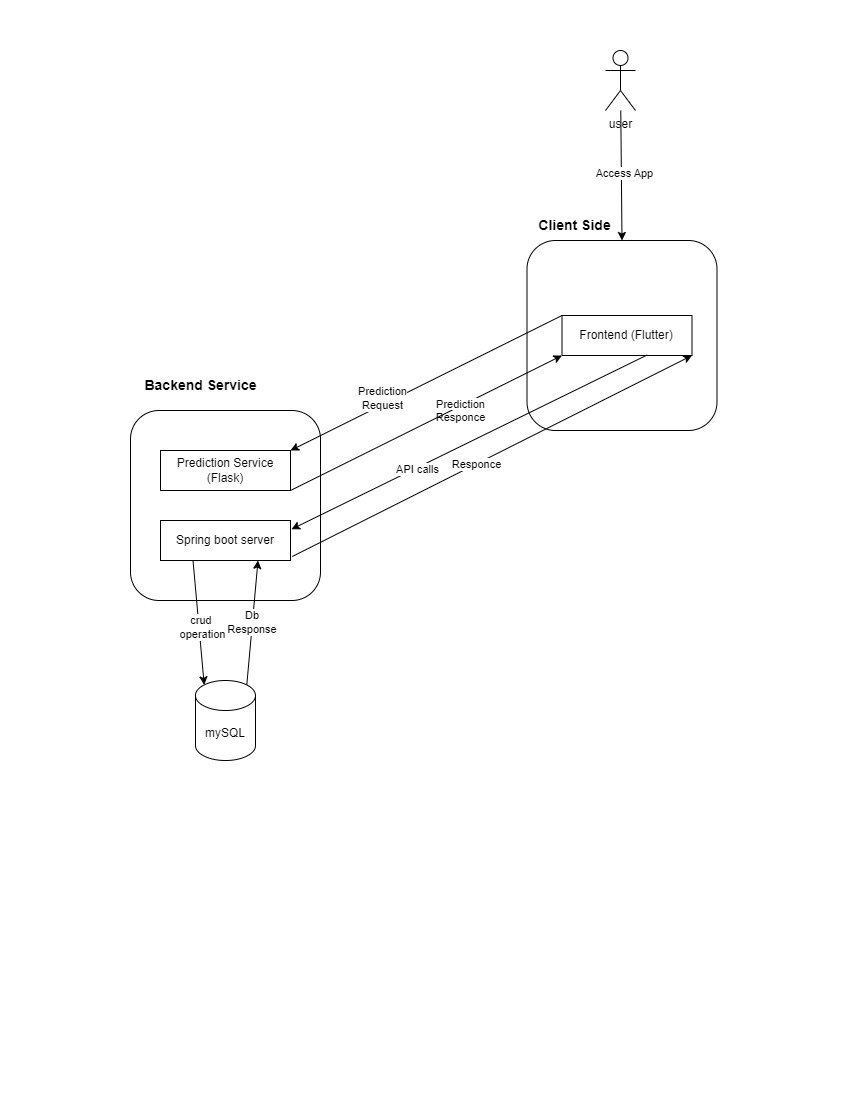 user
Access App
Client Side
Frontend (Flutter)
Backend Service
Prediction
Request
Prediction
Responce
Prediction Service
(Flask)
API calls
Responce
Spring boot server
crud
operation
Db
Response
mySQL